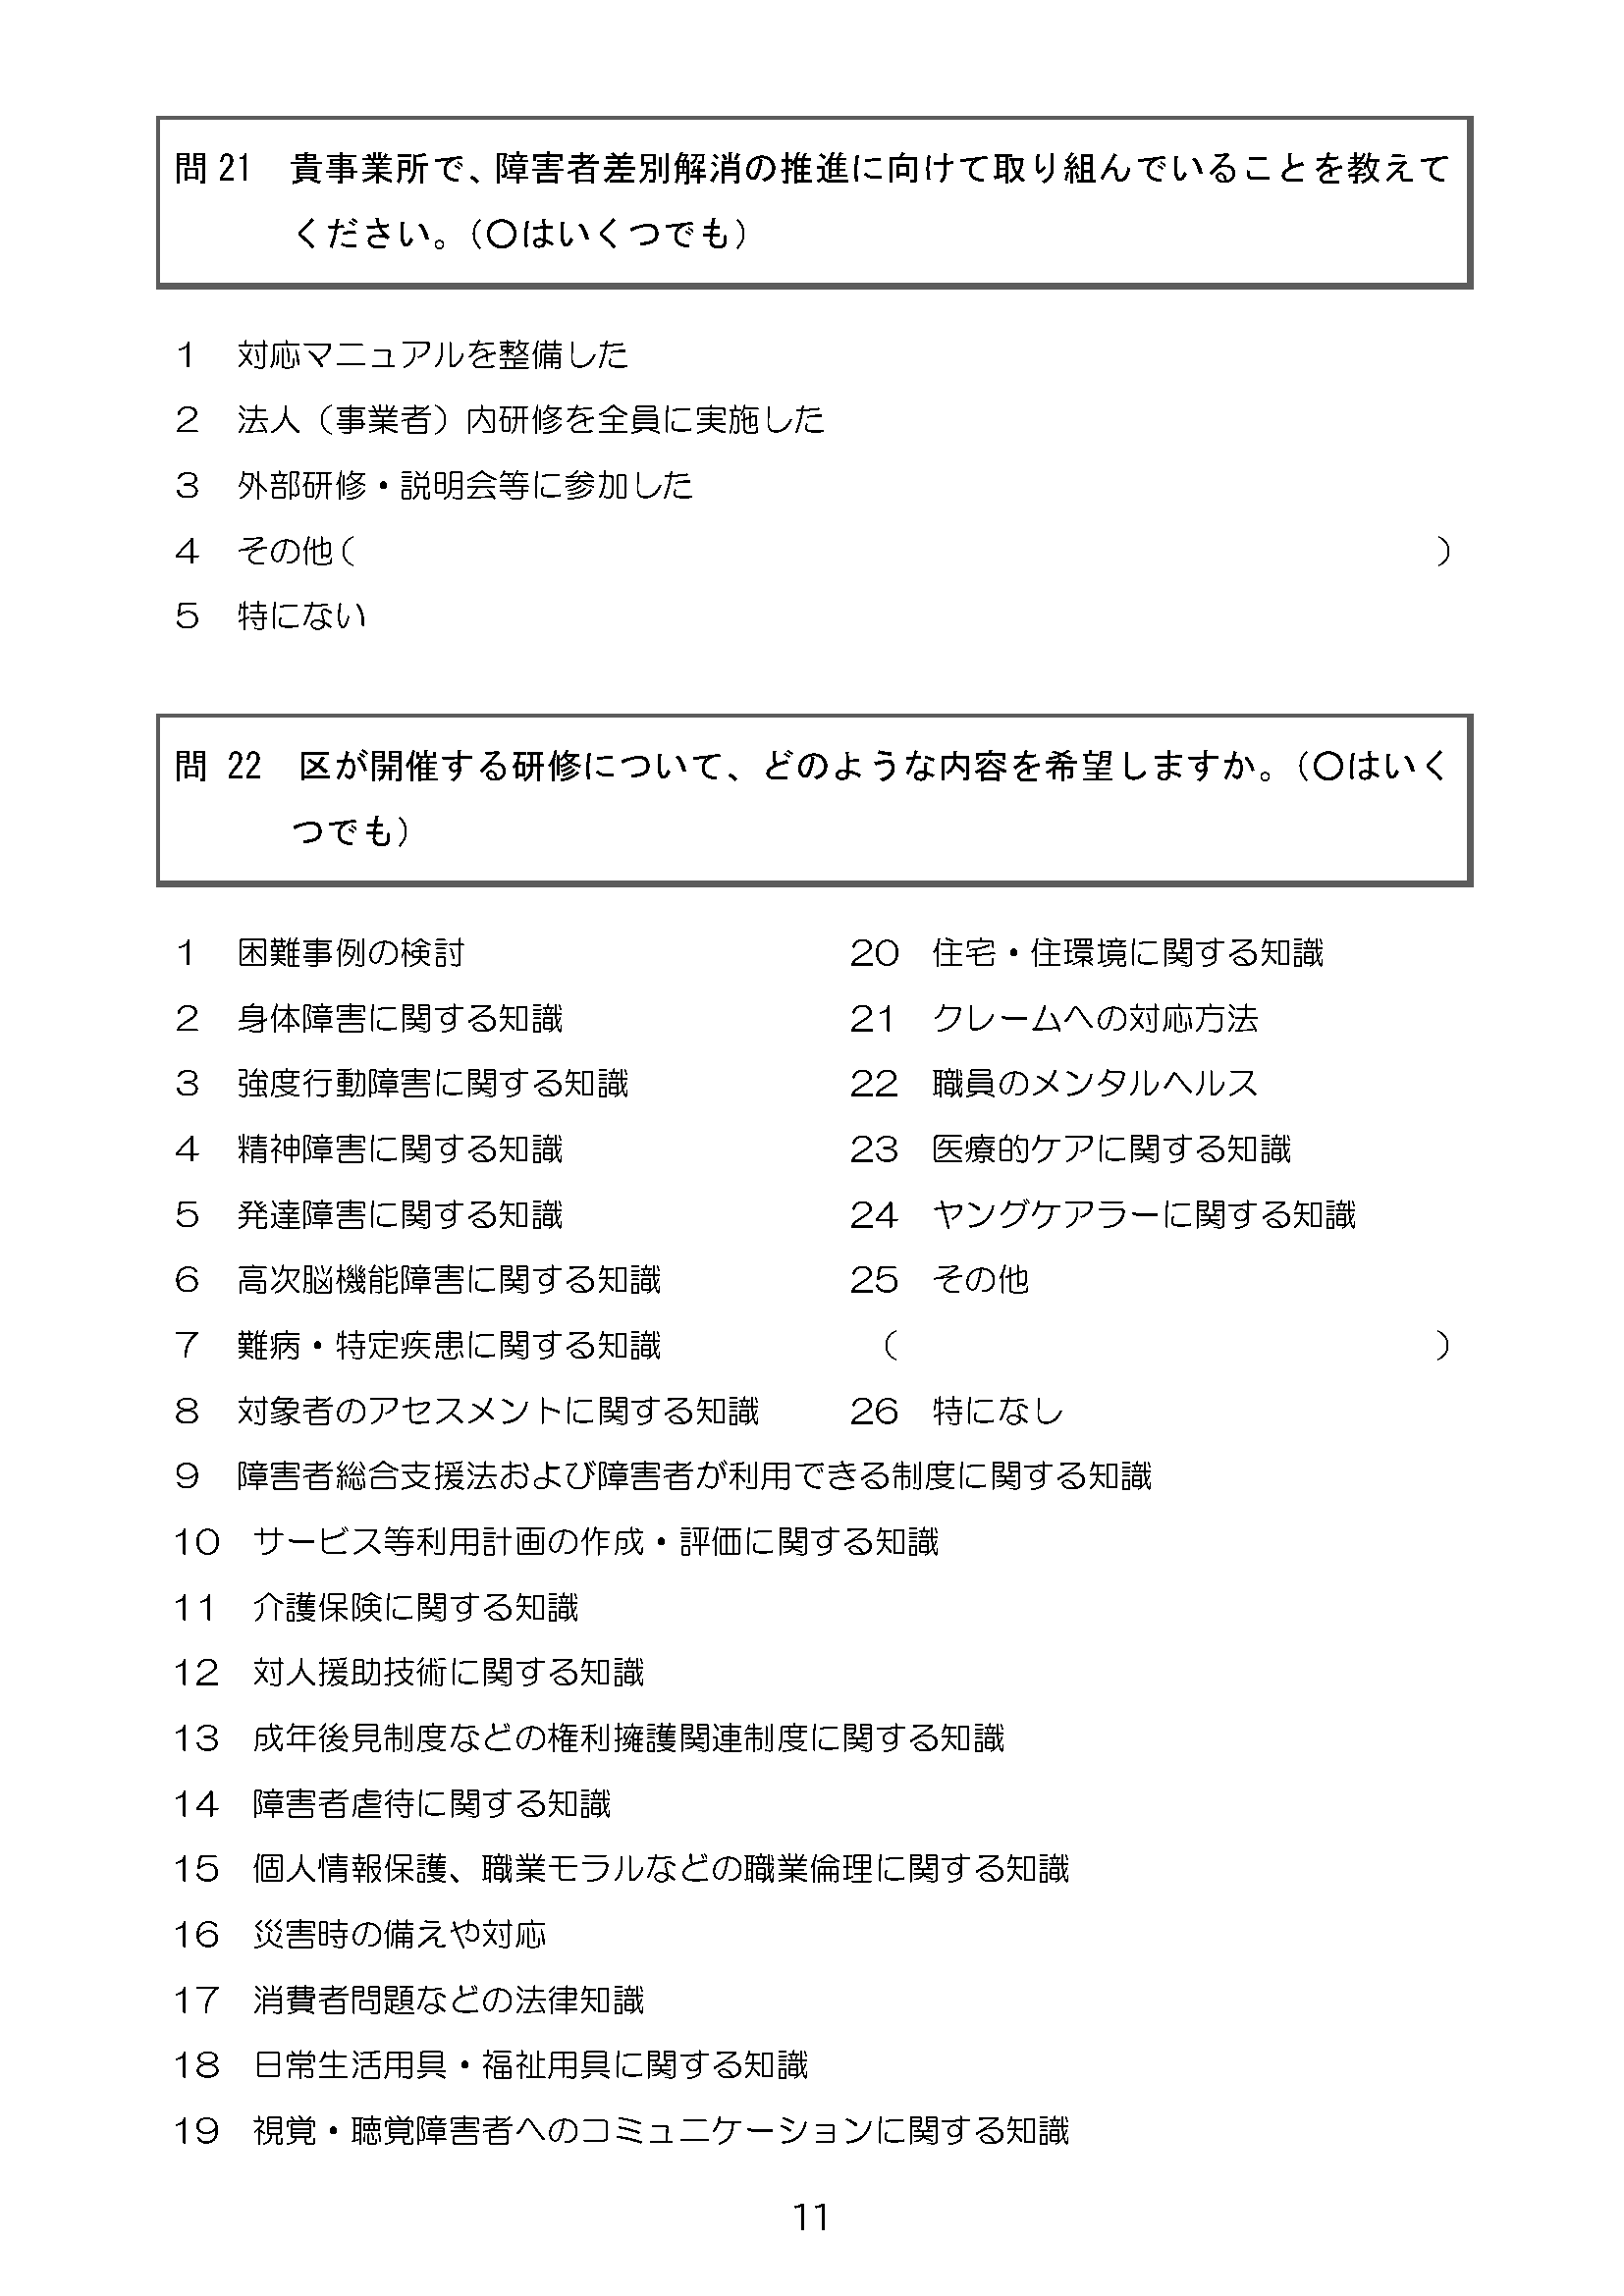 問21　貴事業所で、障害者差別解消の推進に向けて取り組んでいることを教えて
ください。（〇はいくつでも）
1　対応マニュアルを整備した
2　法人（事業者）内研修を全員に実施した
3　外部研修・説明会等に参加した
4　その他（　　　　　　　　　　　　　　　　　　　　　　　　　　　　　　　　）
5　特にない
問 22　区が開催する研修について、どのような内容を希望しますか。（〇はいく
つでも）
1　困難事例の検討
2　身体障害に関する知識
3　強度行動障害に関する知識
4　精神障害に関する知識
5　発達障害に関する知識
6　高次脳機能障害に関する知識
7　難病・特定疾患に関する知識
8　対象者のアセスメントに関する知識
9　障害者総合支援法および障害者が利用できる制度に関する知識
10　サービス等利用計画の作成・評価に関する知識
11　介護保険に関する知識
12　対人援助技術に関する知識
13　成年後見制度などの権利擁護関連制度に関する知識
14　障害者虐待に関する知識
15　個人情報保護、職業モラルなどの職業倫理に関する知識
16　災害時の備えや対応
17　消費者問題などの法律知識
18　日常生活用具・福祉用具に関する知識
19　視覚・聴覚障害者へのコミュニケーションに関する知識
20　住宅・住環境に関する知識
21　クレームへの対応方法
22　職員のメンタルヘルス
23　医療的ケアに関する知識
24　ヤングケアラーに関する知識
25　その他
（　　　　　　　　　　　　　　　　）
26　特になし
11